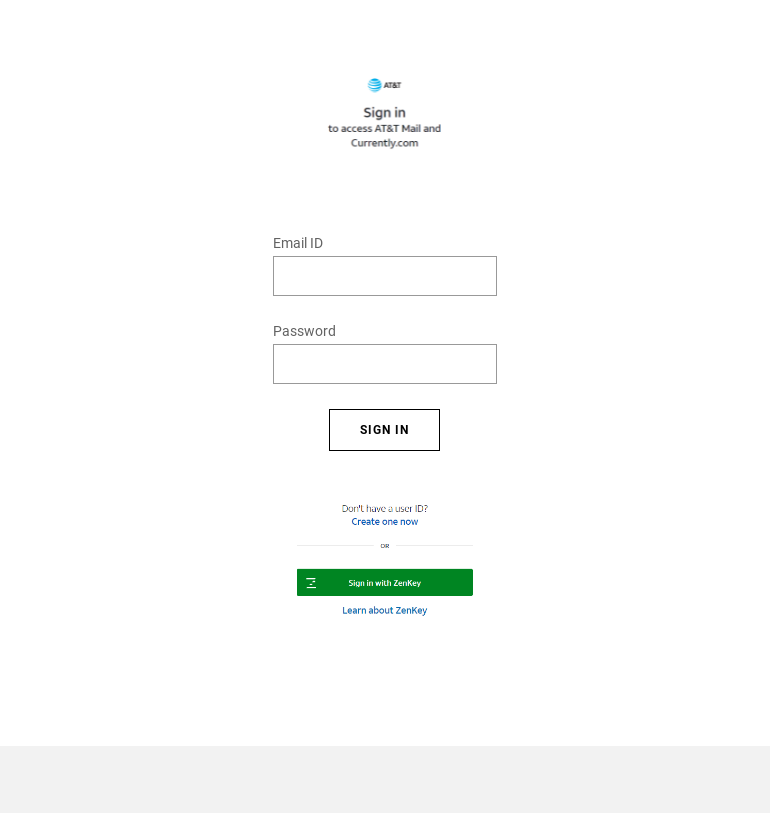 AT&T
Sign in
to access AT&T Mail and
Currently.com
Email ID
Password
SIGN IN
Don't have a user ID?
Create one now
OR
Sign in with ZenKey
Learn about ZenKey